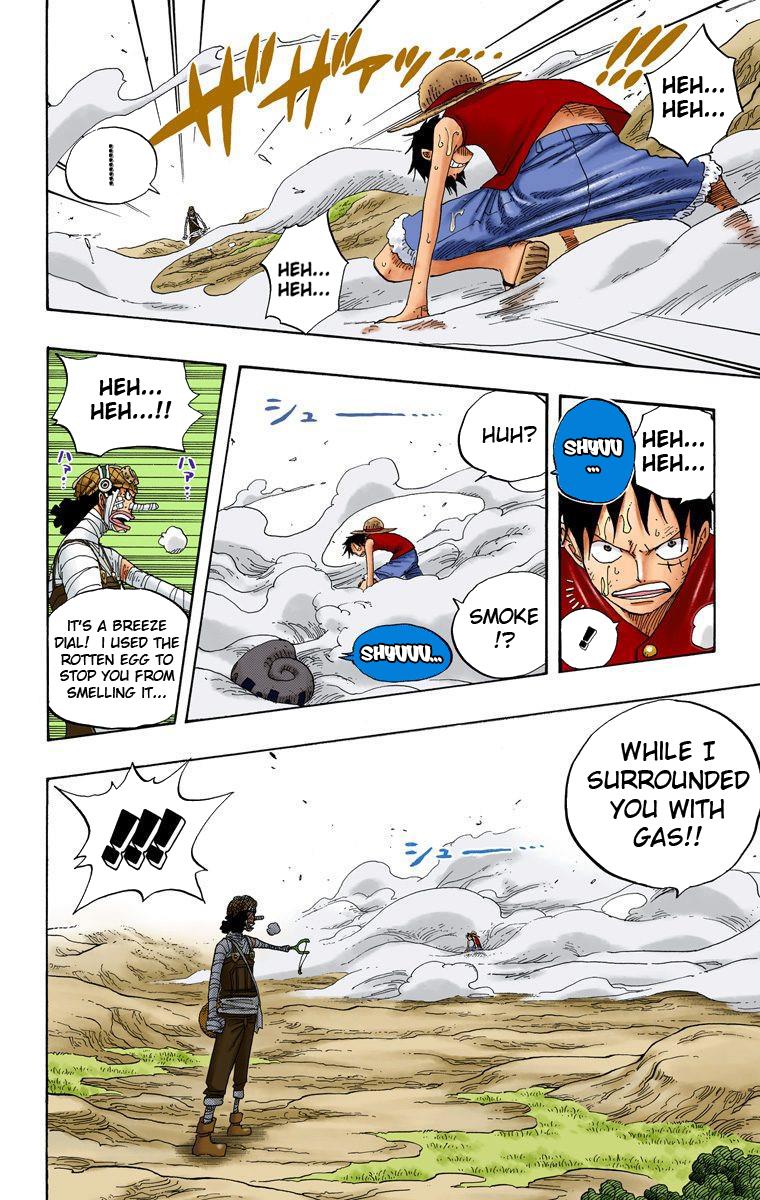 ザザァッ…
!!!
HEH...
HEH...
.........
HEH...
HEH...
HEH...
HEH...
SHYUU
...
!
シュー…
HUH?
SMOKE
!?
SHYUUU...
HEH...
HEH...!!
ハァ…
ハァ…
IT'S A BREEZE
DIAL! I USED THE
ROTTEN EGG TO
STOP YOU FROM
SMELLING IT...
WHILE I
SURROUNDED
YOU WITH
GAS!!
シュー…
!!!!